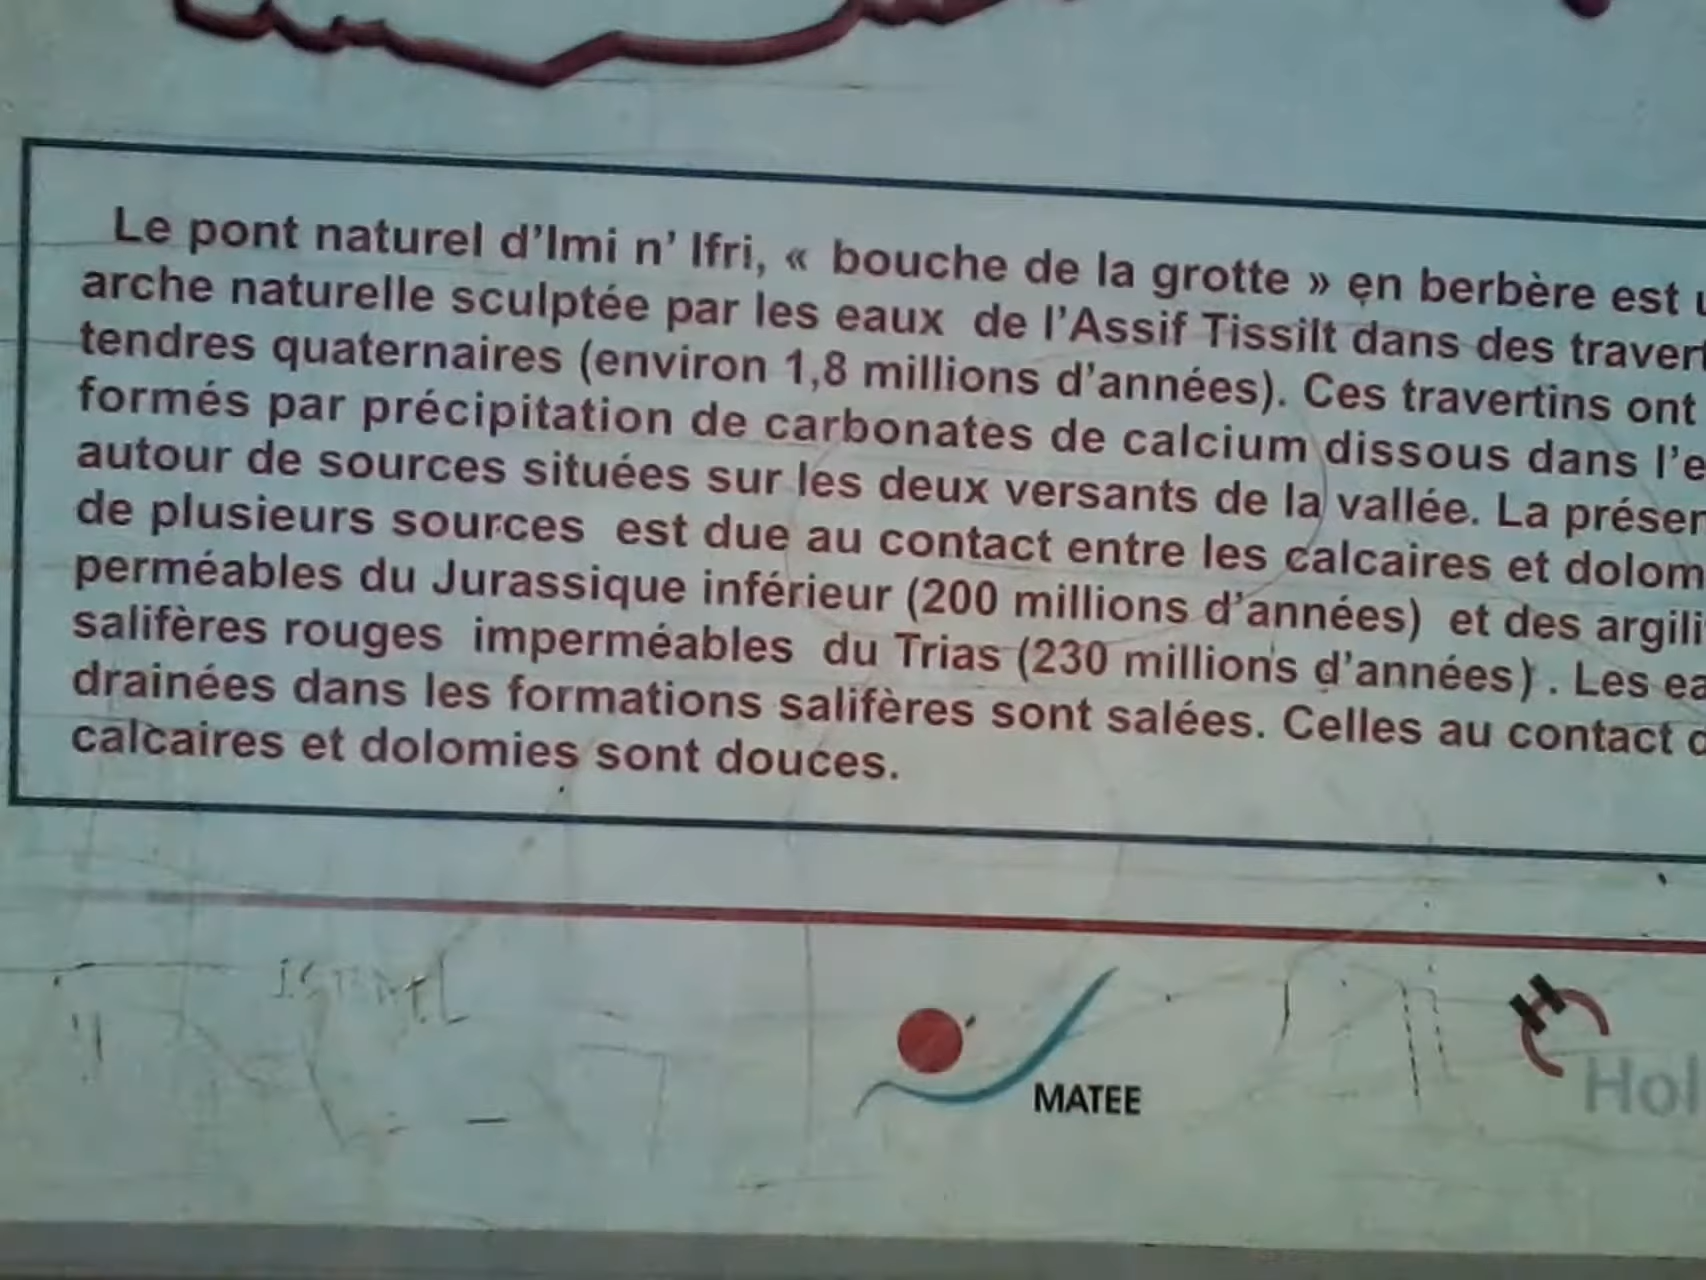 Le pont naturel d'Imi n' Ifri, « bouche de la grotte » en berbère est
arche naturelle sculptée par les eaux de l'Assif Tissilt dans des travert
tendres quaternaires (environ 1,8 millions d'années). Ces travertins ont
formés par précipitation de carbonates de calcium dissous dans l'e
autour de sources situées sur les deux versants de la vallée. La présen
de plusieurs sources est due au contact entre les calcaires et dolom
perméables du Jurassique inférieur (200 millions d'années) et des argili
salifères rouges imperméables du Trias (230 millions d'années) . Les ea
drainées dans les formations salifères sont salées. Celles au contact d
calcaires et dolomies sont douces.
MATEE
Hol